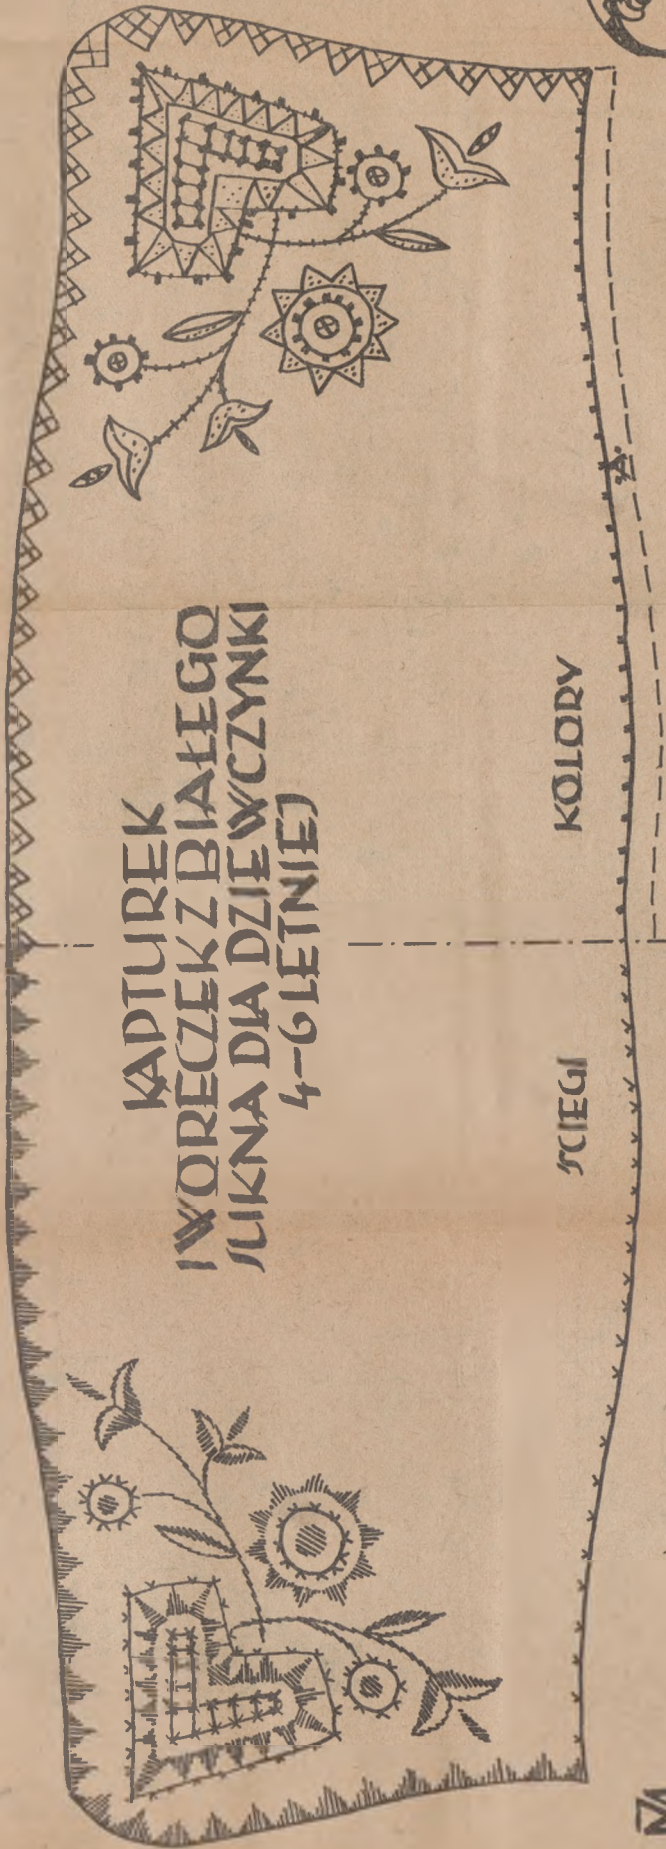 KAPTUREK
I WORECZEK Z BIAŁEGO
SUKNA DLA DZIEWCZYNKI
4-6 LETNIEJ
ŚCIEGI
KOLORY